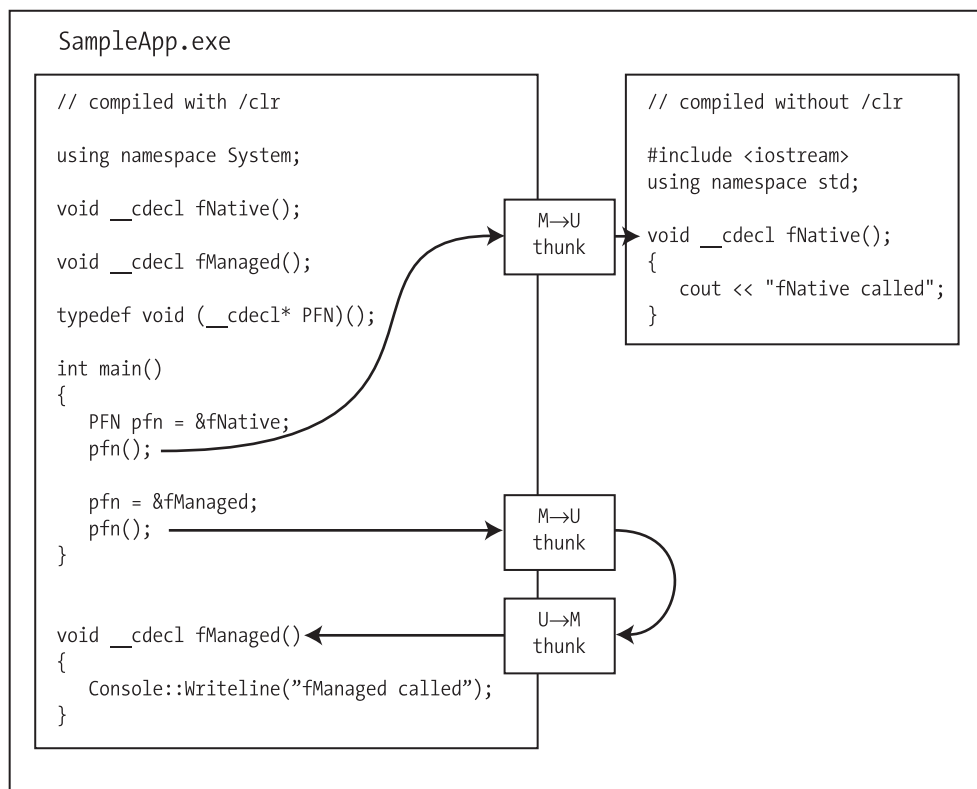 SampleApp.exe
// compiled with /clr
using namespace System;
void __cdecl fNative();
void __cdecl fManaged();
typedef void (__cdecl* PFN)();
int main()
{
PFN pfn = &fNative;
pfn();
pfn = &fManaged;
pfn();
}
void __cdecl fManaged()
{
Console::Writeline(”fManaged called”);
}
M→U
thunk
M→U
thunk
U→M
thunk
// compiled without /clr
#include <iostream>
using namespace std;
void __cdecl fNative();
{
cout << "fNative called";
}